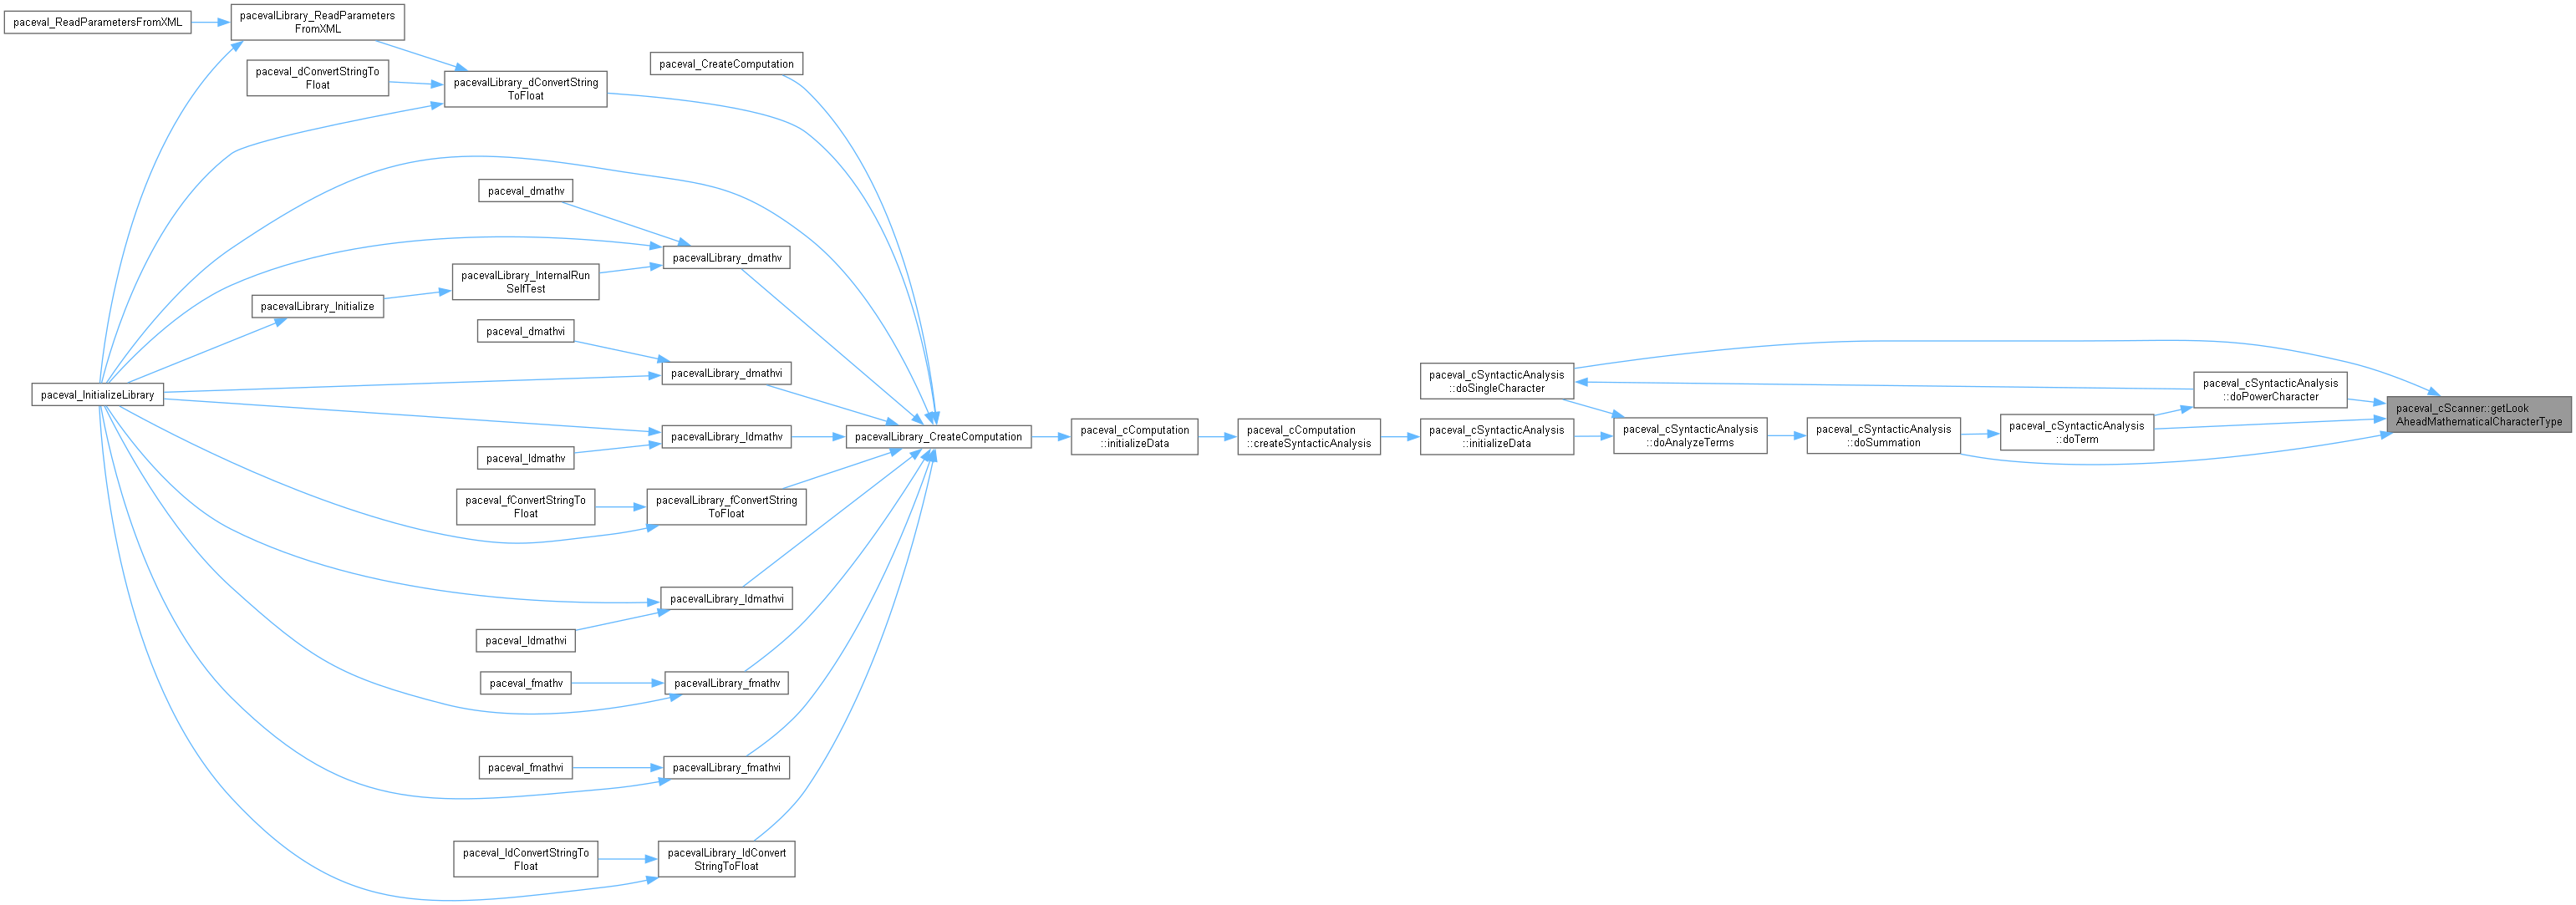 paceval_ReadParametersFromXML
pacevalLibrary_ReadParameters
FromXML
paceval_dConvertStringTo
Float
pacevalLibrary_dConvertString
ToFloat
paceval_CreateComputation
paceval_dmathv
pacevalLibrary_dmathv
pacevalLibrary_InternalRun
SelfTest
pacevalLibrary_Initialize
paceval_dmathvi
pacevalLibrary_dmathvi
paceval_InitializeLibrary
pacevalLibrary_ldmathv
paceval_ldmathv
pacevalLibrary_CreateComputation
paceval_cComputation
::initializeData
paceval_cComputation
::createSyntacticAnalysis
paceval_cSyntacticAnalysis
::doSingleCharacter
paceval_cSyntacticAnalysis
::initializeData
paceval_cSyntacticAnalysis
::doAnalyzeTerms
paceval_cSyntacticAnalysis
::doSummation
paceval_cSyntacticAnalysis
::doTerm
paceval_cSyntacticAnalysis
::doPowerCharacter
paceval_cScanner::getLook
AheadMathematicalCharacterType
paceval_fConvertStringTo
Float
pacevalLibrary_fConvertString
ToFloat
pacevalLibrary_ldmathvi
paceval_ldmathvi
paceval_fmathv
pacevalLibrary_fmathv
paceval_fmathvi
pacevalLibrary_fmathvi
paceval_ldConvertStringTo
Float
pacevalLibrary_ldConvert
StringToFloat